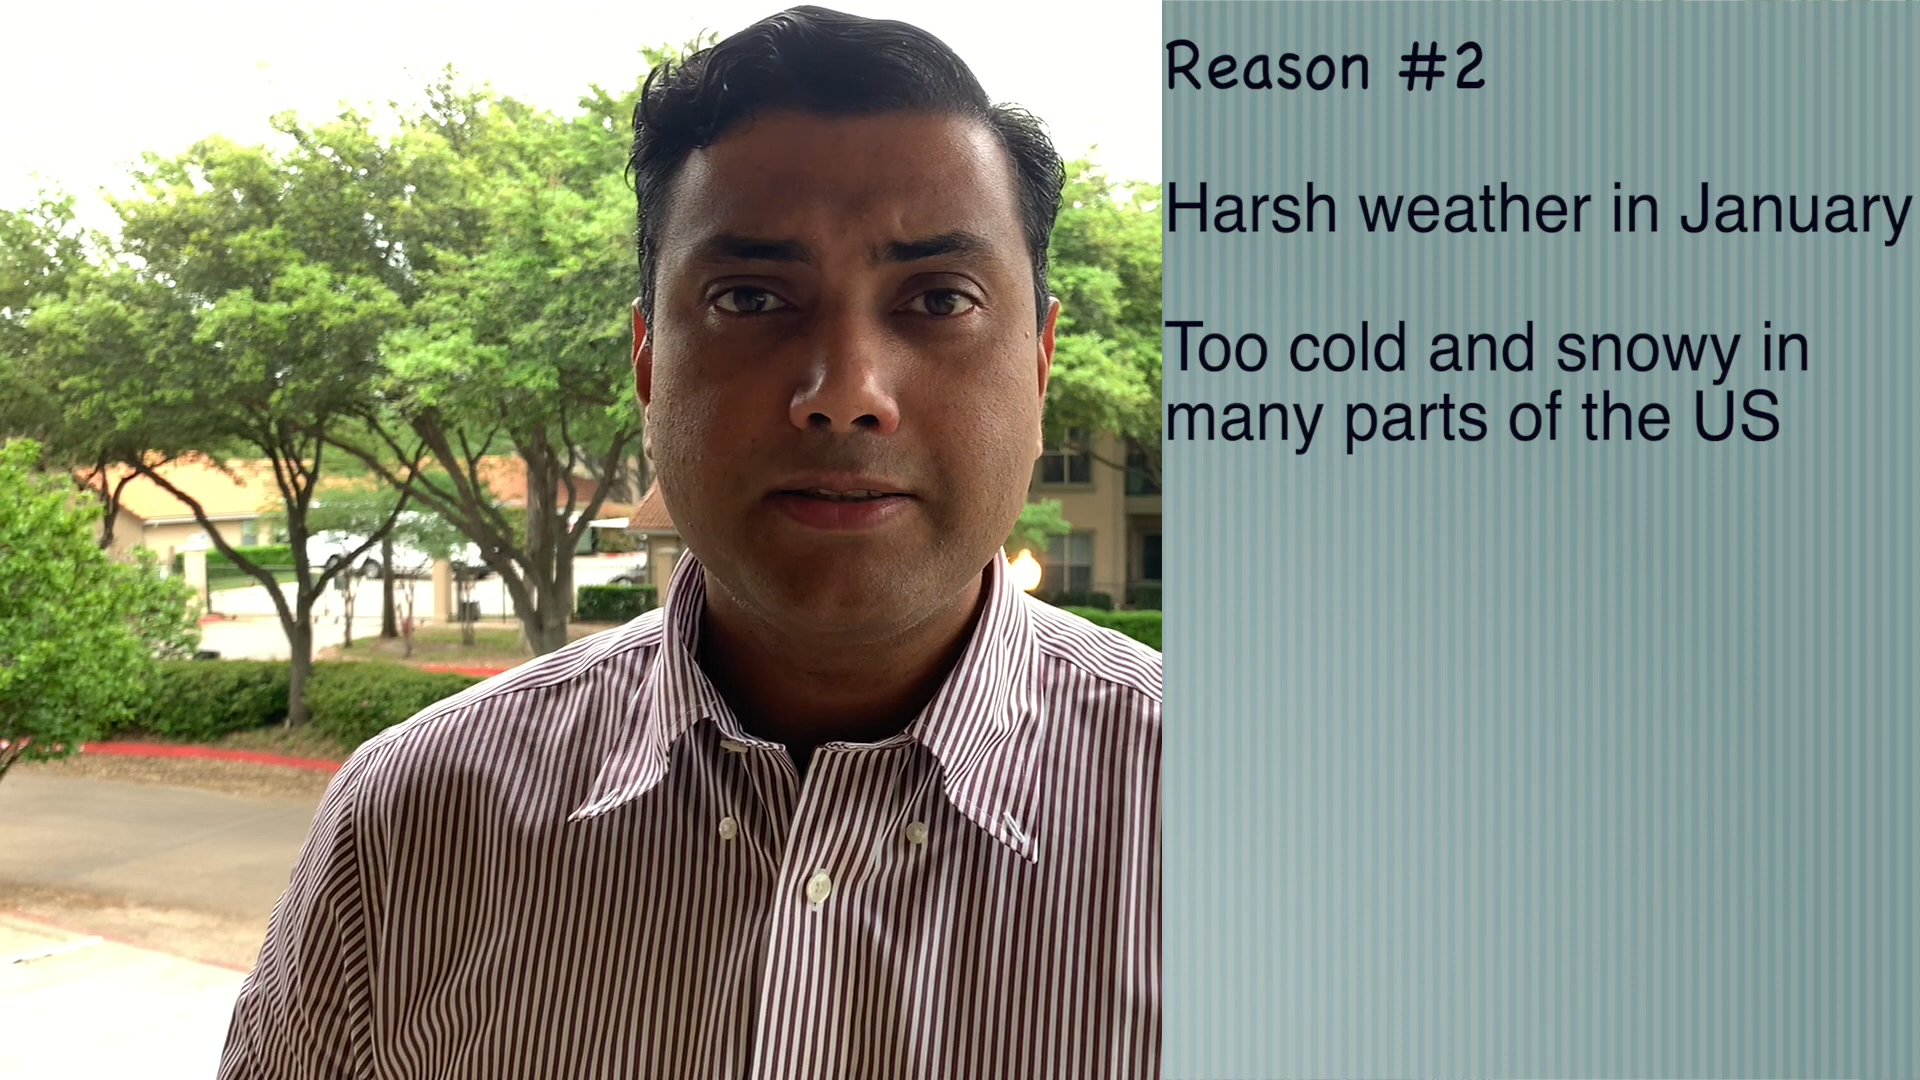 Reason #2
Harsh weather in January
Too cold and snowy in
many parts of the US